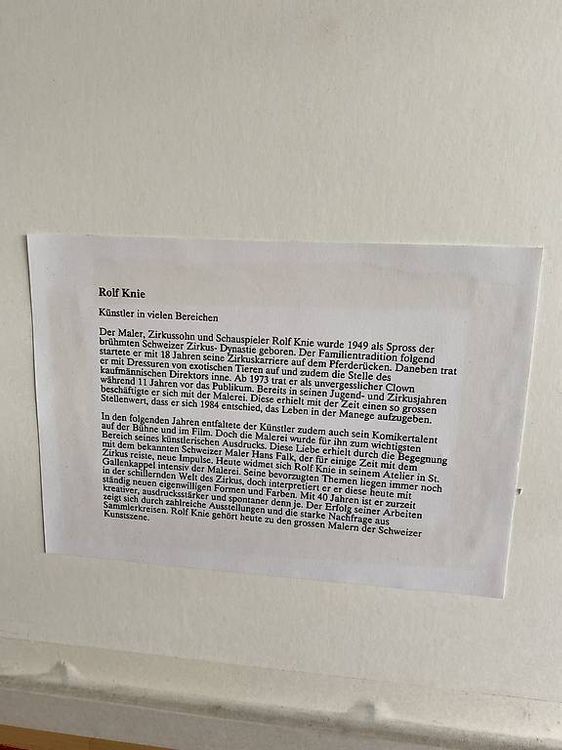 Rolf Knie
Künstler in vielen Bereichen
Der Maler, Zirkussohn und Schauspieler Rolf Knie wurde 1949 als Spross der
brühmten Schweizer Zirkus- Dynastie geboren. Der Familientradition folgend
startete er mit 18 Jahren seine Zirkuskarriere auf dem Pferderücken. Daneben trat
er mit Dressuren von exotischen Tieren auf und zudem die Stelle des
kaufmännischen Direktors inne. Ab 1973 trat er als unvergesslicher Clown
während 11 Jahren vor das Publikum. Bereits in seinen Jugend- und Zirkusjahren
beschäftigte er sich mit der Malerei. Diese erhielt mit der Zeit einen so grossen
Stellenwert, dass er sich 1984 entschied, das Leben in der Manege aufzugeben.
In den folgenden Jahren entfaltete der Künstler zudem auch sein Komikertalent
auf der Bühne und im Film. Doch die Malerei wurde für ihn zum wichtigsten
Bereich seines künstlerischen Ausdrucks. Diese Liebe erhielt durch die Begegnung
mit dem bekannten Schweizer Maler Hans Falk, der für einige Zeit mit dem
Zirkus reiste, neue Impulse. Heute widmet sich Rolf Knie in seinem Atelier in St.
Gallenkappel intensiv der Malerei. Seine bevorzugten Themen liegen immer noch
in der schillernden Welt des Zirkus, doch interpretiert er er diese heute mit
ständig neuen eigenwilligen Formen und Farben. Mit 40 Jahren ist er zurzeit
kreativer, ausdrucksstärker und spontaner denn je. Der Erfolg seiner Arbeiten
zeigt sich durch zahlreiche Ausstellungen und die starke Nachfrage aus
Sammlerkreisen. Rolf Knie gehört heute zu den grossen Malern der Schweizer
Kunstszene.